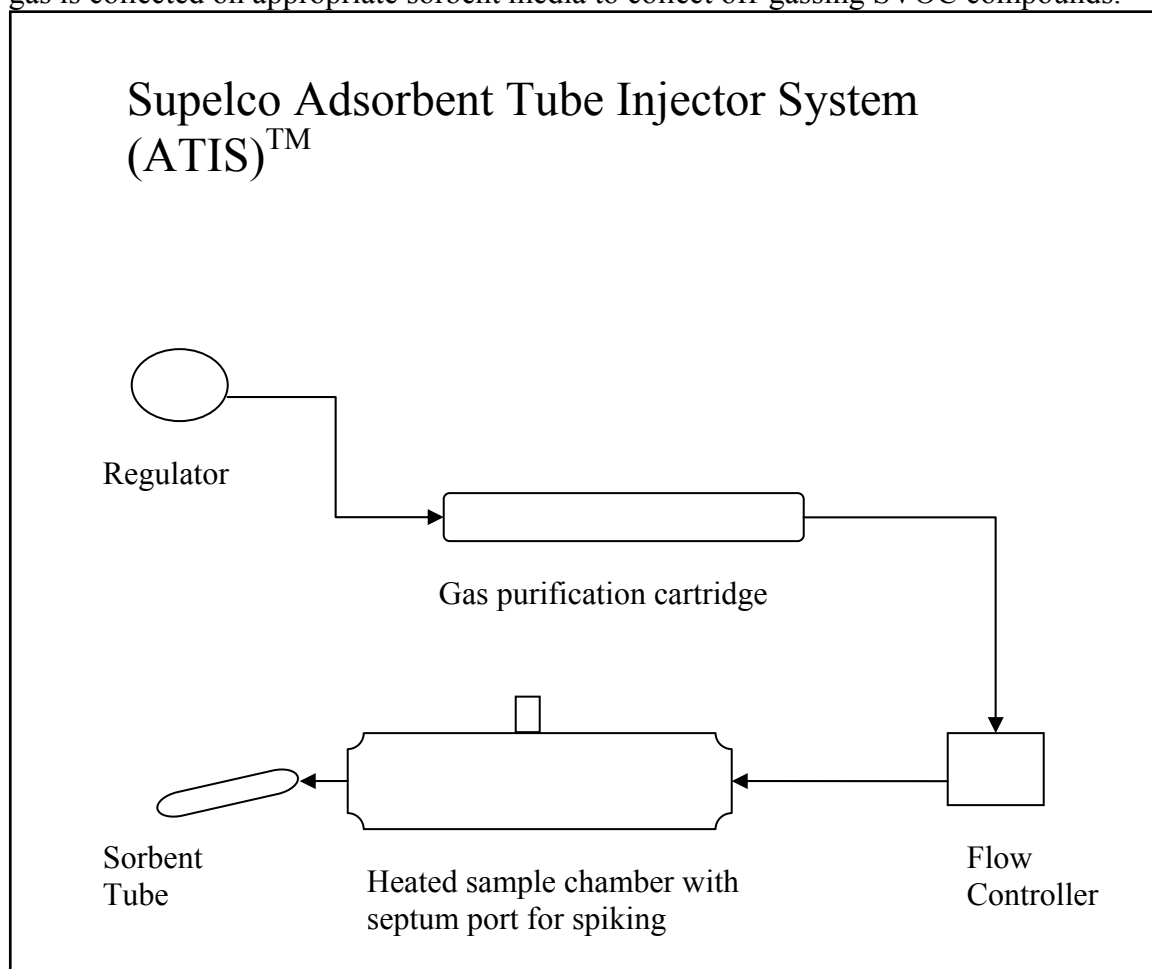 gas is collected on appropriate sorbent media to collect off-gassing SVOC compounds.
Supelco Adsorbent Tube Injector System
(ATIS)TM
Regulator
Gas purification cartridge
Sorbent
Tube
Heated sample chamber with
septum port for spiking
Flow
Controller